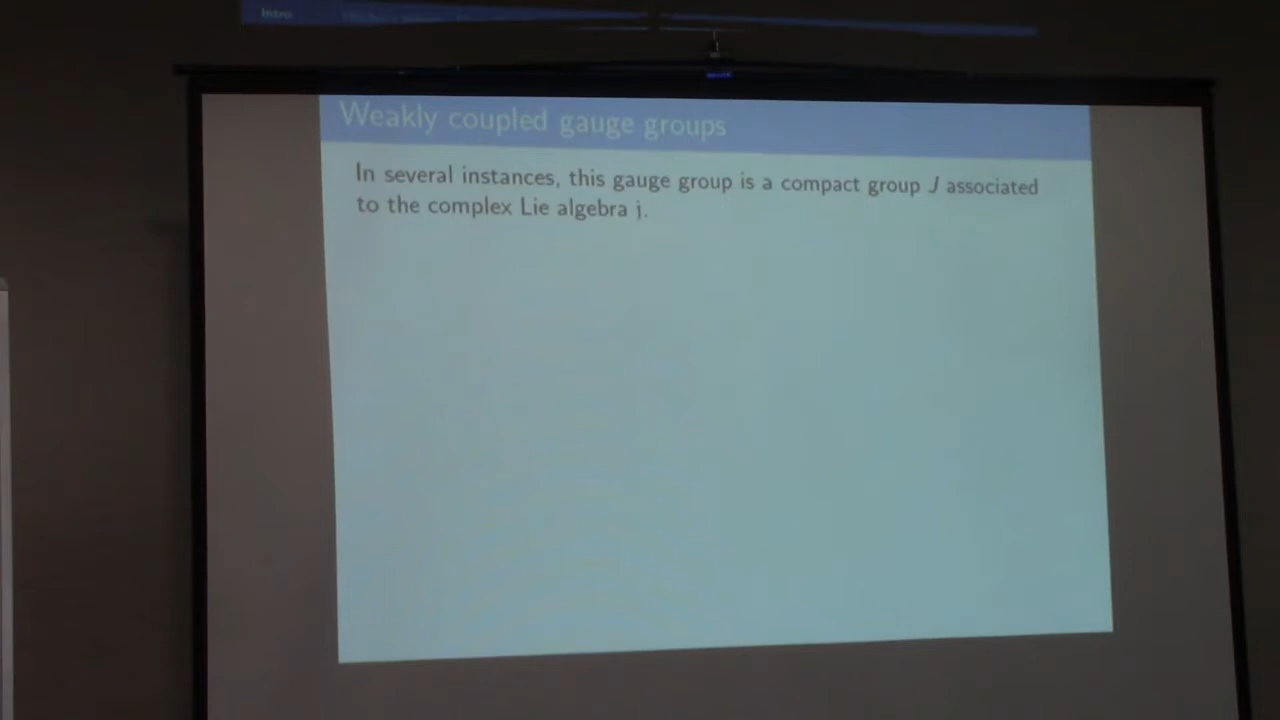 Intro
Weakly coupled gauge groups
In several instances, this gauge group is a compact group J associated
to the complex Lie algebra j.